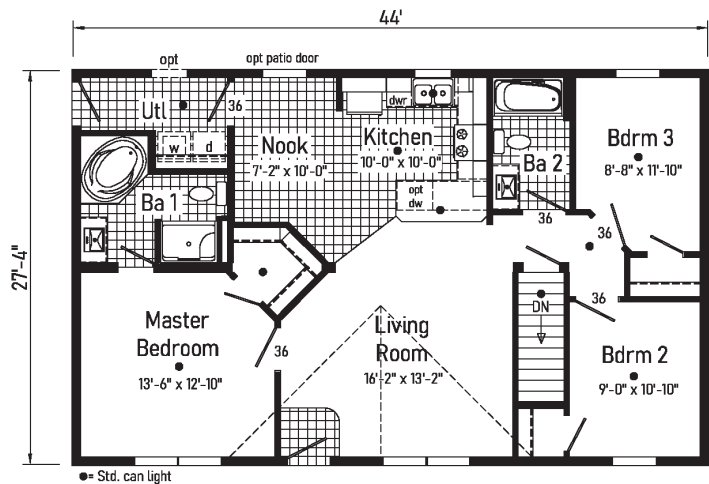 44'
opt
opt patio door
27'-4"
Utl
36
w
d
Nook
7'-2" x 10'-0"
dwr
Kitchen
10'-0" x 10'-0"
opt
dw
Ba 2
36
Bdrm 3
8'-8" x 11'-10"
Ba 1
36
36
DN
Master
Bedroom
13'-6" x 12'-10"
36
Living
Room
16'-2" x 13'-2"
Bdrm 2
9'-0" x 10'-10"
= Std. can light